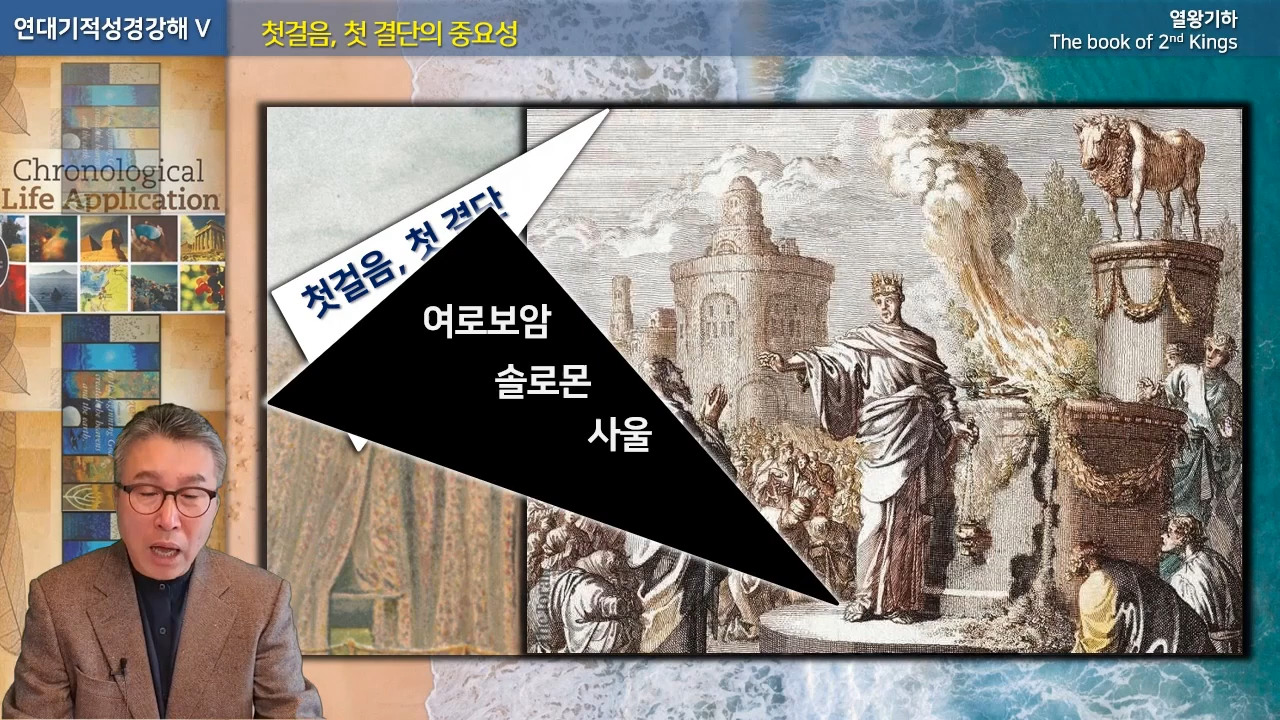 연대기적성경강해 V
첫걸음, 첫 결단의 중요성
열왕기하
The book of 2nd Kings
Chronological
Life Application
첫걸음, 첫 결단
여로보암
솔로몬
사울